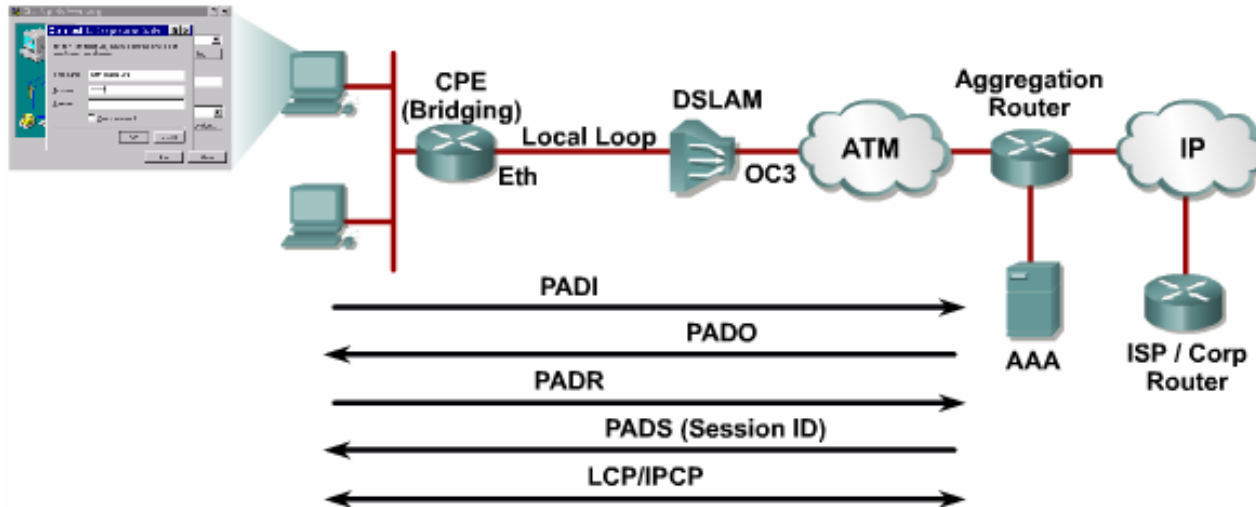 CPE
(Bridging)
Eth
Local Loop
DSLAM
OC3
ATM
Aggregation
Router
IP
AAA
ISP / Corp
Router
PADI
PADO
PADR
PADS (Session ID)
LCP/IPCP